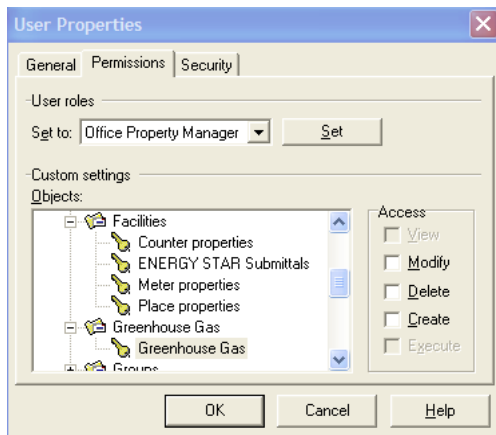 User Properties
General Permissions Security
User roles
Set to: Office Property Manager Set
Custom settings
Objects:
Facilities
Counter properties
ENERGY STAR Submittals
Meter properties
Place properties
Greenhouse Gas
Greenhouse Gas
Groups
Access
View
Modify
Delete
Create
Execute
OK Cancel Help